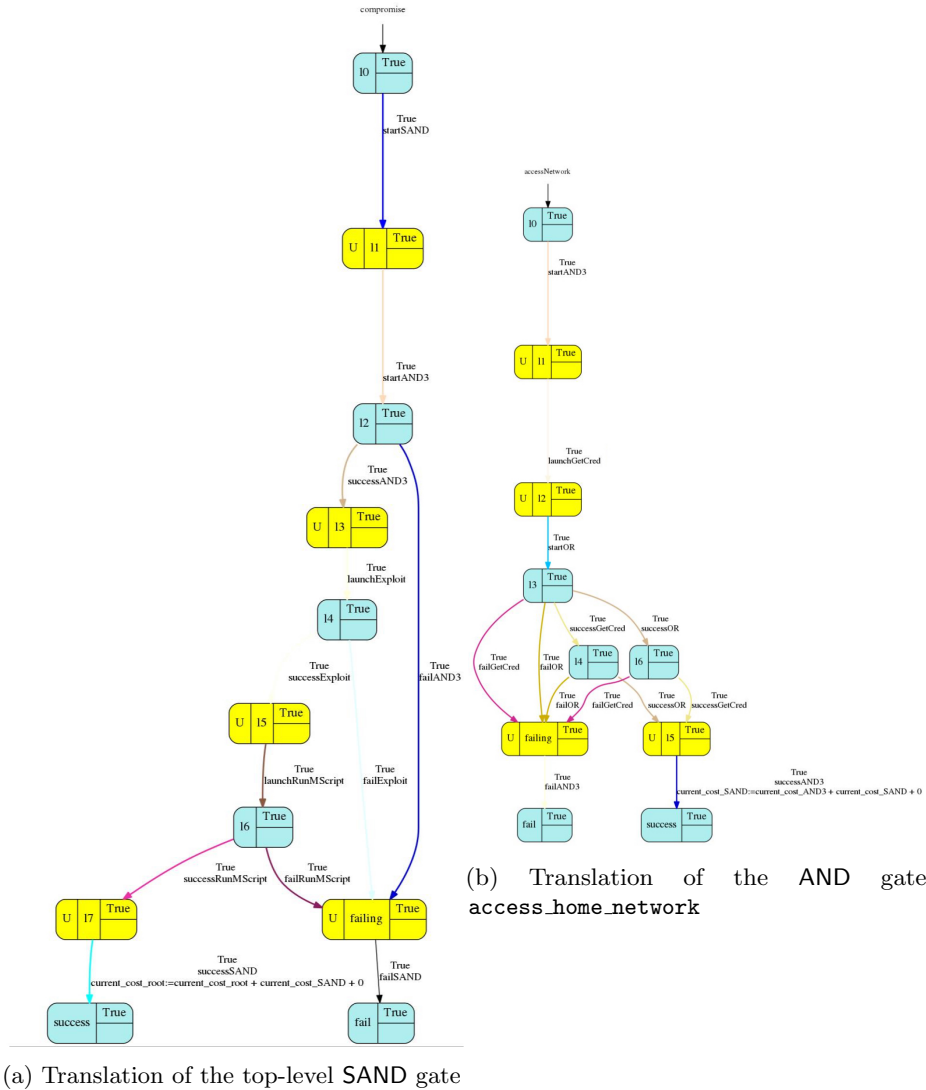 compromise
l0 True
True
startSAND
U l1 True
True
startAND3
l2 True
True
successAND3
U l3 True
True
launchExploit
l4 True
True
successExploit
True
failAND3
U l5 True
True
launchRunMScript
True
failExploit
l6 True
True
successRunMScript
True
failRunMScript
U l7 True
U failing True
True
successSAND
current_cost_root:=current_cost_root + current_cost_SAND + 0
True
failSAND
success True
fail True
(a) Translation of the top-level SAND gate
accessNetwork
l0 True
True
startAND3
U l1 True
True
launchGetCred
U l2 True
True
startOR
l3 True
True
successGetCred
True
successOR
True
failGetCred
True
failOR
l4 True
l6 True
True
failOR
True
failGetCred
True
successOR
True
successGetCred
U failing True
U l5 True
True
failAND3
True
successAND3
current_cost_SAND:=current_cost_AND3 + current_cost_SAND + 0
fail True
success True
(b) Translation of the AND gate
access_home_network